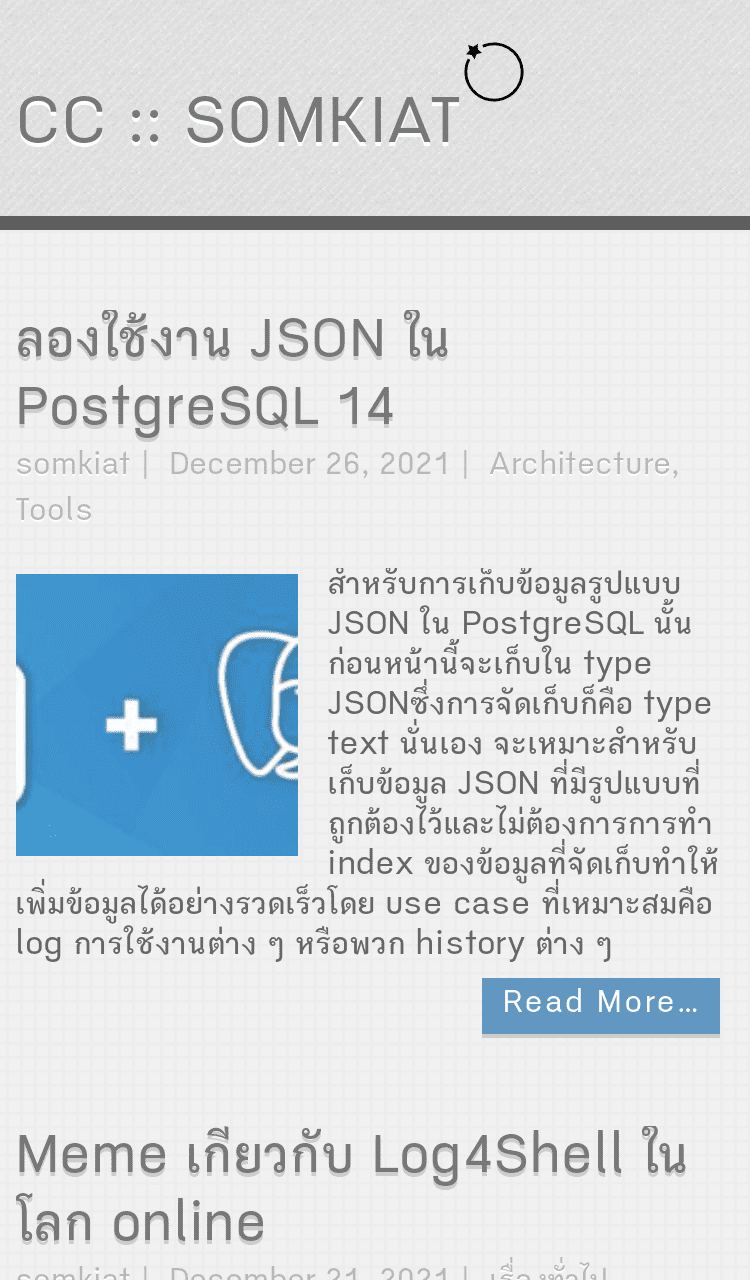 CC :: SOMKIAT
ลองใช้งาน JSON ใน
PostgreSQL 14
somkiat | December 26, 2021 | Architecture,
Tools
สำหรับการเก็บข้อมูลรูปแบบ
JSON ใน PostgreSQL นั้น
ก่อนหน้านี้จะเก็บใน type
JSONซึ่งการจัดเก็บก็คือ type
text นั่นเอง จะเหมาะสำหรับ
เก็บข้อมูล JSON ที่มีรูปแบบที่
ถูกต้องไว้และไม่ต้องการการทำ
index ของข้อมูลที่จัดเก็บทำให้
เพิ่มข้อมูลได้อย่างรวดเร็วโดย use case ที่เหมาะสมคือ
log การใช้งานต่าง ๆ หรือพวก history ต่าง ๆ
Read More…
Meme เกียวกับ Log4Shell ใน
โลก online
somkiat | December 21, 2021 | เรื่องทั่วไป